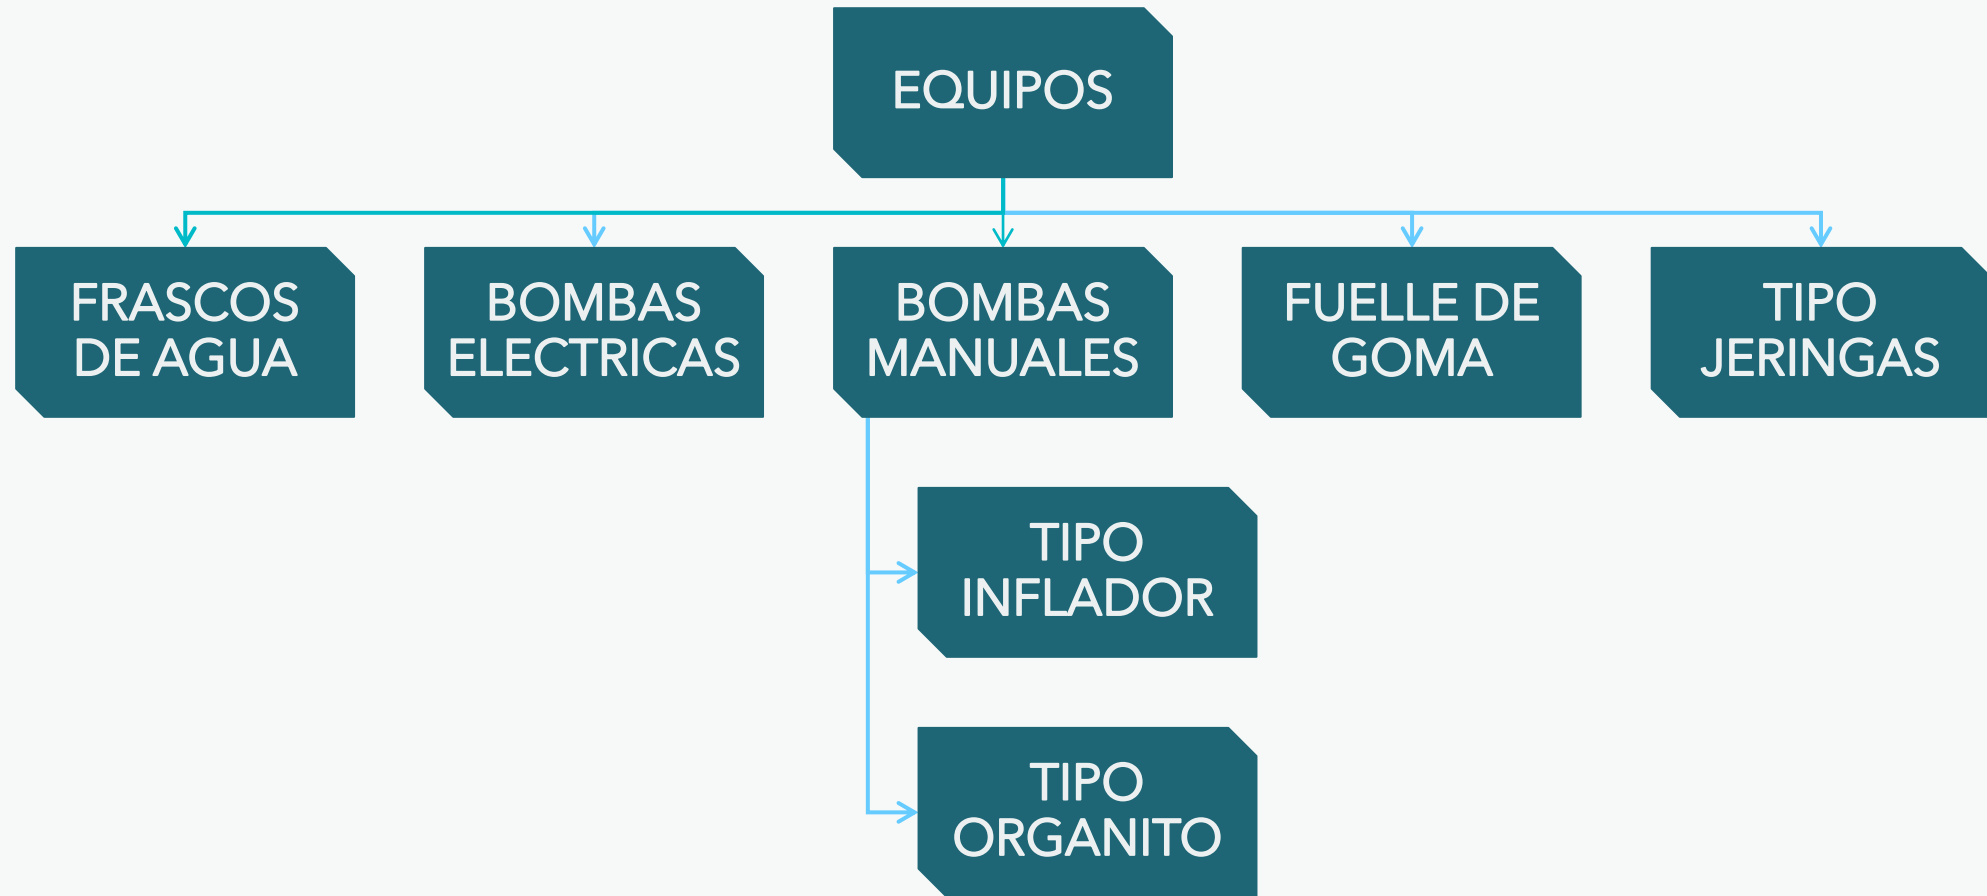 EQUIPOS
FRASCOS
DE AGUA
BOMBAS
ELECTRICAS
BOMBAS
MANUALES
FUELLE DE
GOMA
TIPO
JERINGAS
TIPO
INFLADOR
TIPO
ORGANITO